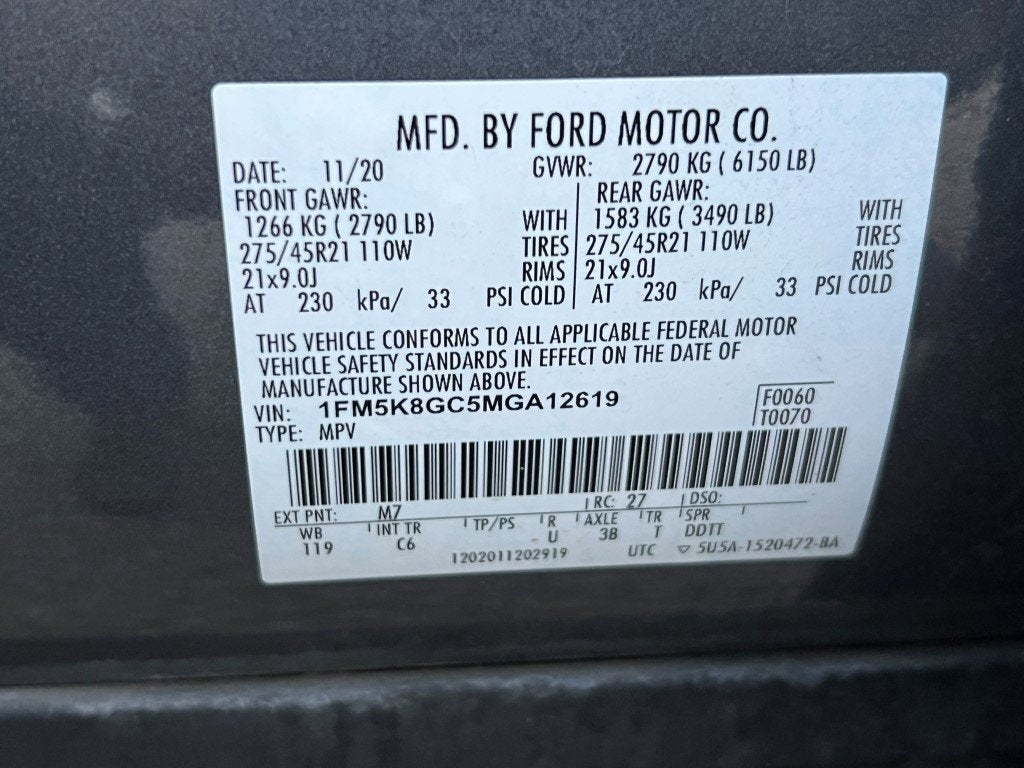 MFD. BY FORD MOTOR CO.
DATE: 11/20 GVWR: 2790 KG ( 6150 LB)
FRONT GAWR: REAR GAWR:
1266 KG ( 2790 LB) WITH 1583 KG ( 3490 LB) WITH
275/45R21 110W TIRES 275/45R21 110W TIRES
21x9.0J RIMS 21x9.0J RIMS
AT 230 kPa/ 33 PSI COLD AT 230 kPa/ 33 PSI COLD
THIS VEHICLE CONFORMS TO ALL APPLICABLE FEDERAL MOTOR
VEHICLE SAFETY STANDARDS IN EFFECT ON THE DATE OF
MANUFACTURE SHOWN ABOVE.
VIN: 1FM5K8GC5MGA12619 F0060
TYPE: MPV T0070
EXT PNT: M7 RC: 27 DSO:
WB INT TR TP/PS R AXLE TR SPR
119 C6 - U 3B T DDTT
1202011202919 UTC ▽ 5U5A-1520472-BA